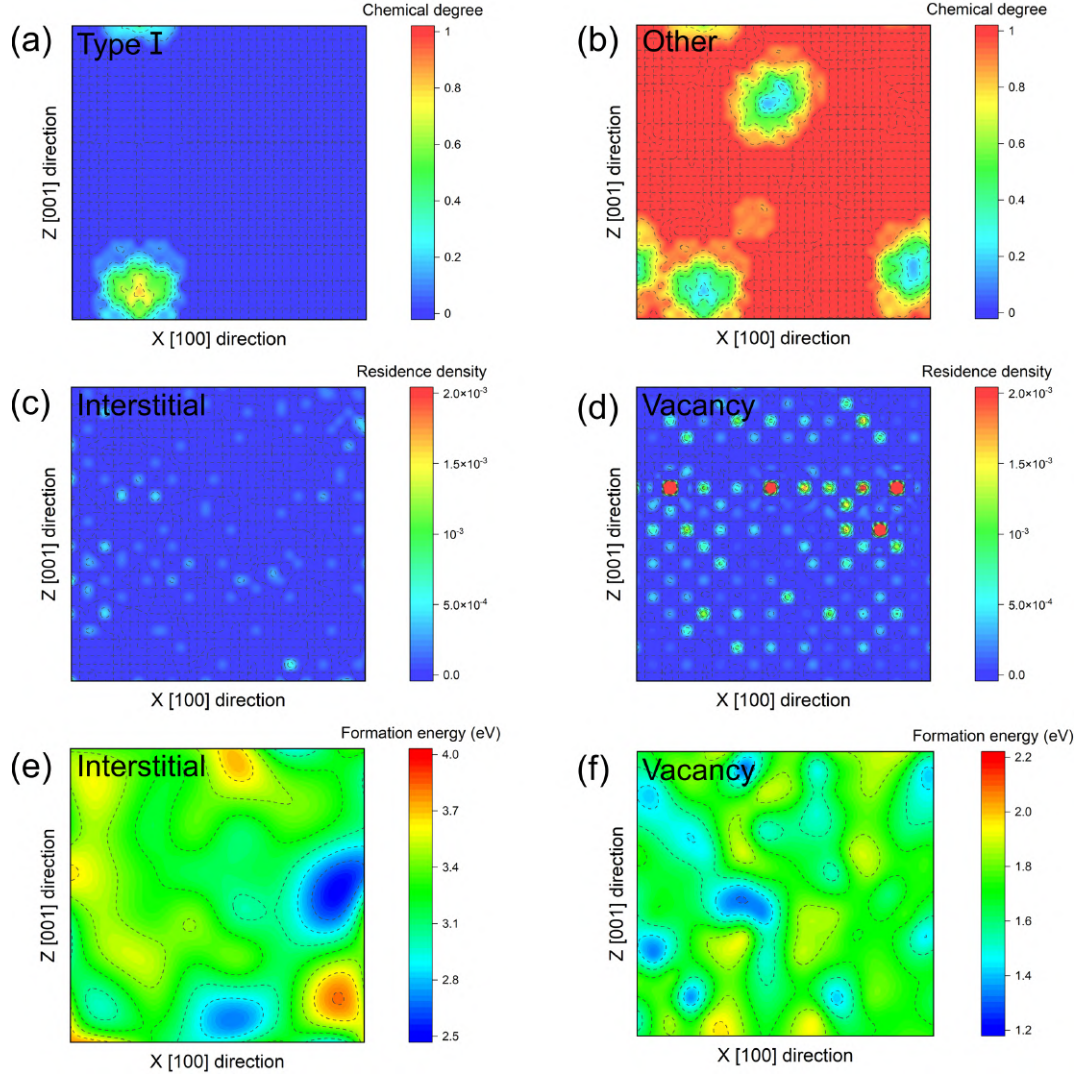 (a)
Type I
Chemical degree
1
0.8
0.6
0.4
0.2
0
Z [001] direction
X [100] direction
(b)
Other
Chemical degree
1
0.8
0.6
0.4
0.2
0
Z [001] direction
X [100] direction
(c)
Interstitial
Residence density
2.0×10⁻³
1.5×10⁻³
10⁻³
5.0×10⁻⁴
0.0
Z [001] direction
X [100] direction
(d)
Vacancy
Residence density
2.0×10⁻³
1.5×10⁻³
10⁻³
5.0×10⁻⁴
0.0
Z [001] direction
X [100] direction
(e)
Interstitial
Formation energy (eV)
4.0
3.7
3.4
3.1
2.8
2.5
Z [001] direction
X [100] direction
(f)
Vacancy
Formation energy (eV)
2.2
2.0
1.8
1.6
1.4
1.2
Z [001] direction
X [100] direction